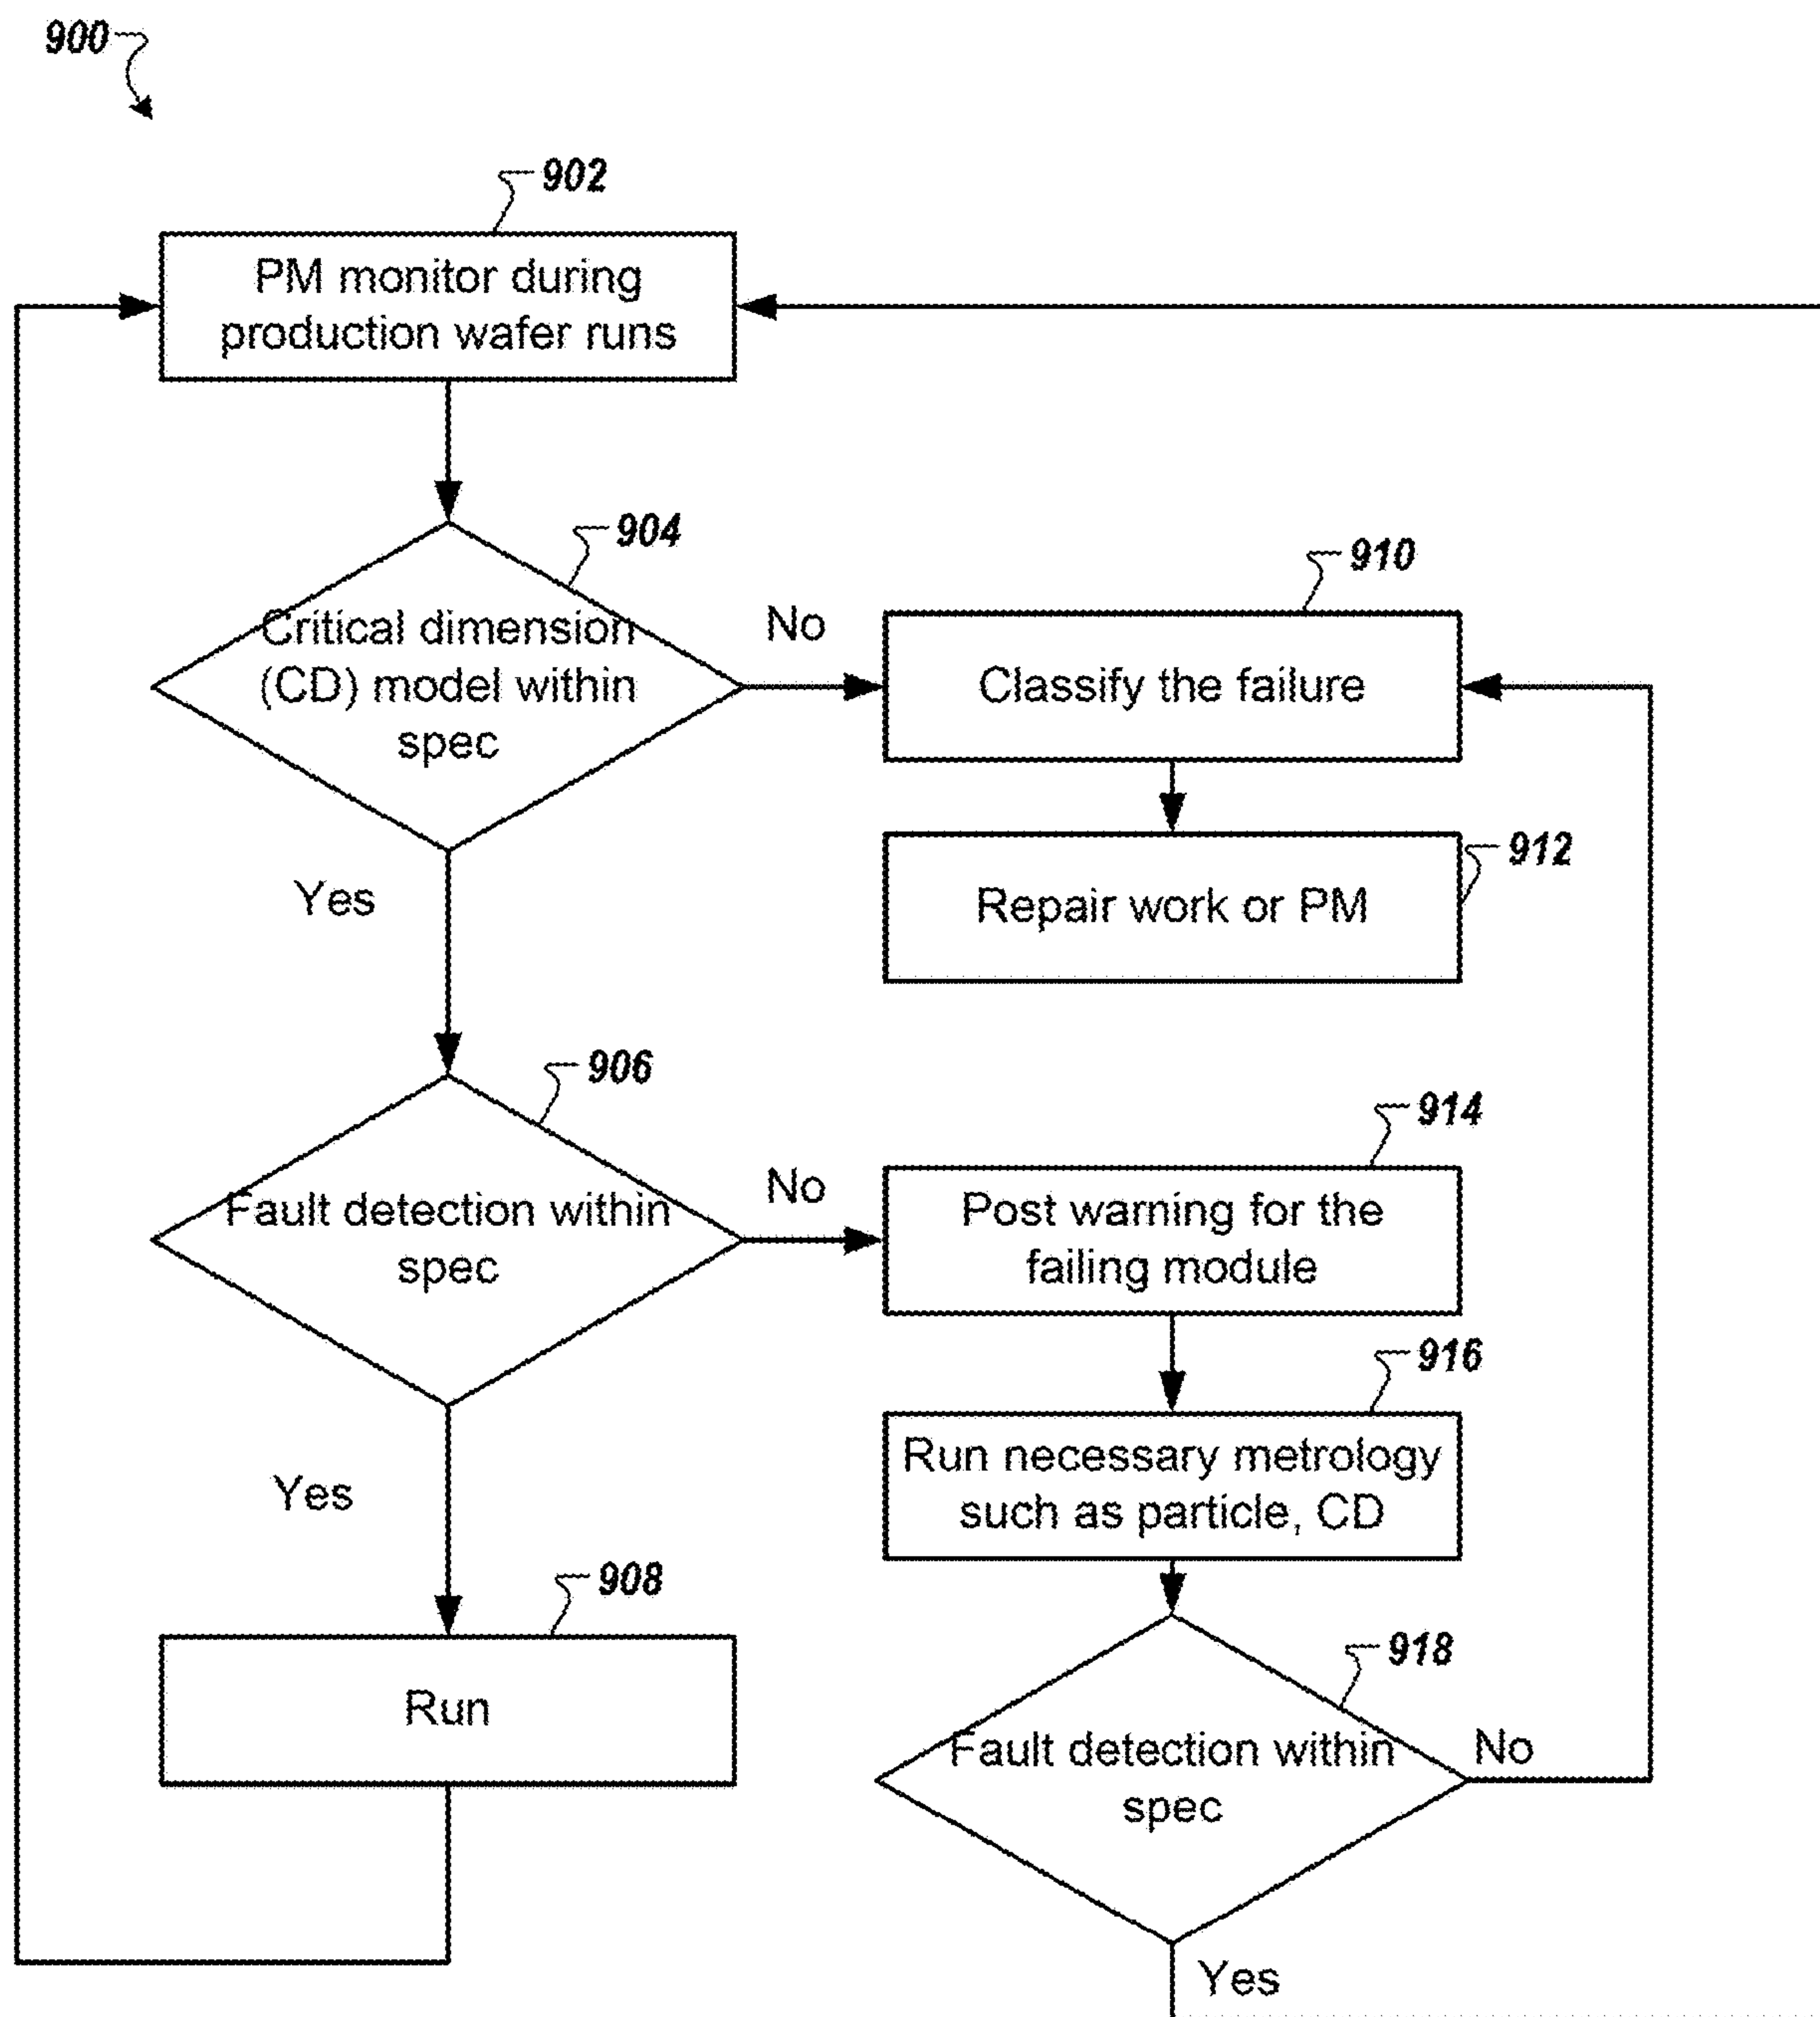 900
902
PM monitor during
production wafer runs
904
Critical dimension
(CD) model within
spec
No
910
Classify the failure
912
Repair work or PM
Yes
906
Fault detection within
spec
No
914
Post warning for the
failing module
916
Run necessary metrology
such as particle, CD
Yes
908
Run
918
Fault detection within
spec
No
Yes